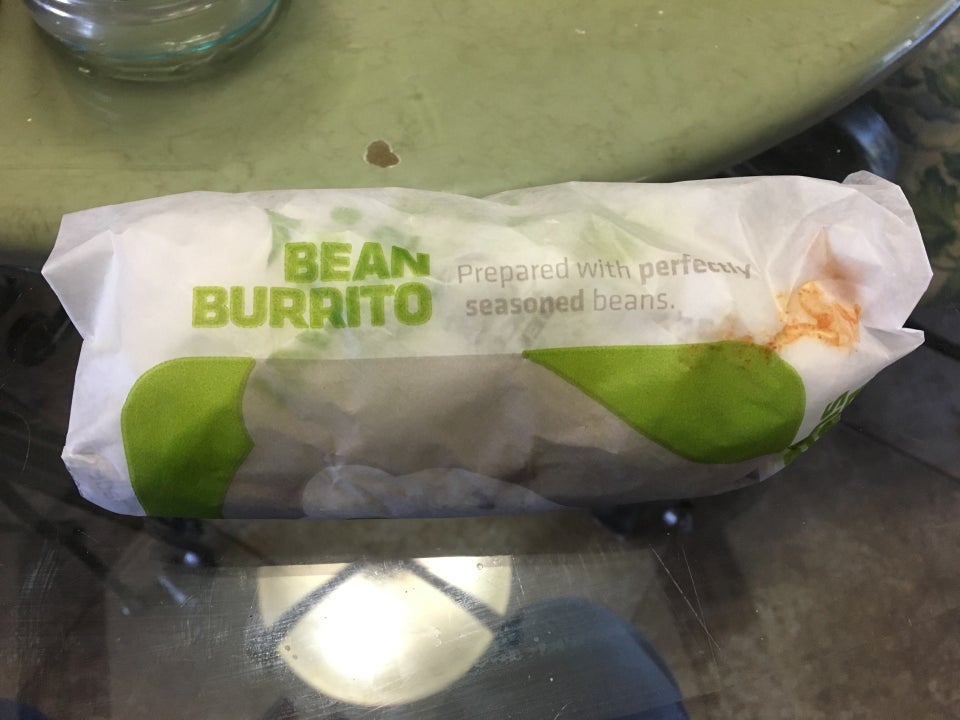 BEAN
BURRITO
Prepared with perfectly
seasoned beans.